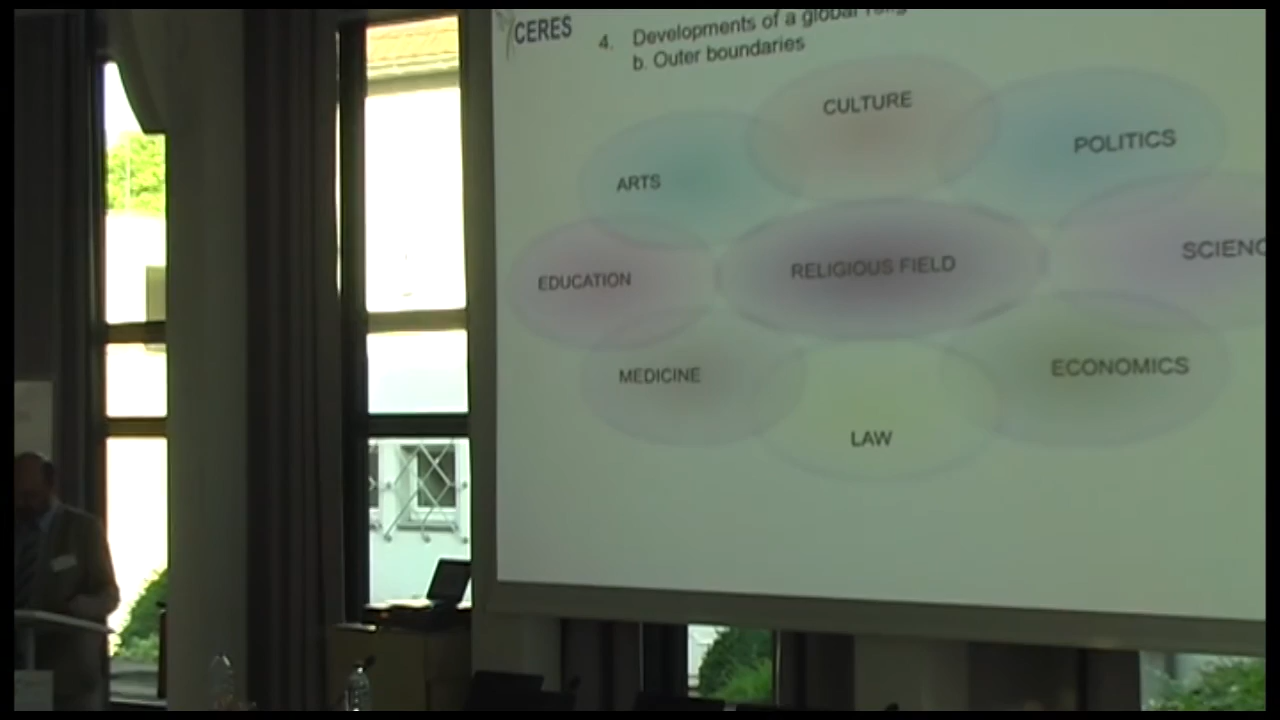 CERES
4. Developments of a global
b. Outer boundaries
CULTURE
POLITICS
ARTS
SCIENC
RELIGIOUS FIELD
EDUCATION
ECONOMICS
MEDICINE
LAW